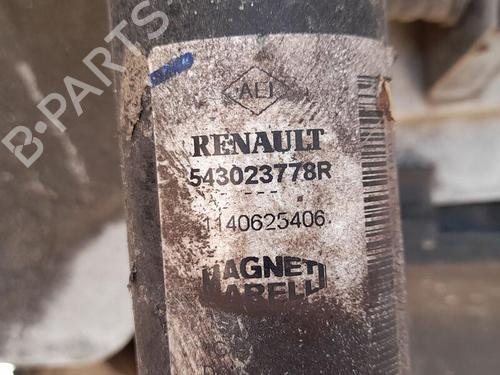 ALI
RENAULT
543023778R
---
1140625406
MAGNETI
MARELLI
B-PARTS